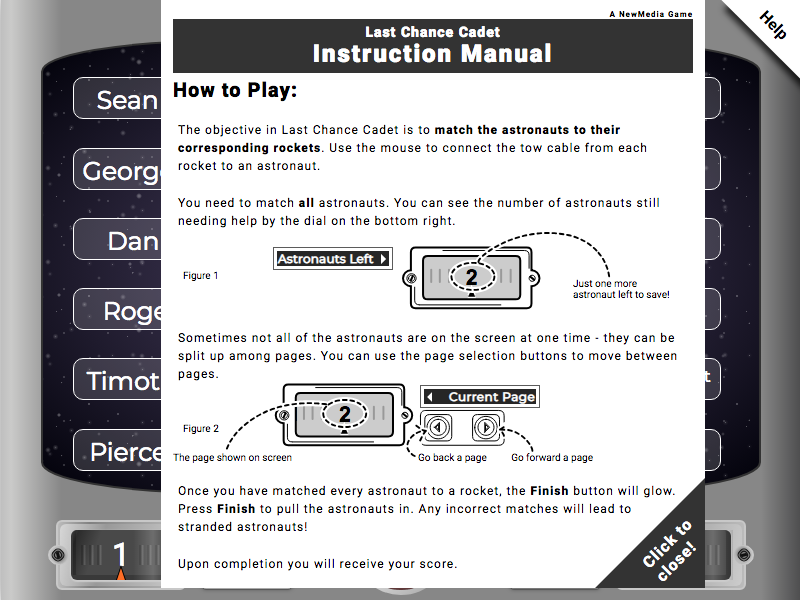 A NewMedia Game
Last Chance Cadet
Instruction Manual
Help
How to Play:
The objective in Last Chance Cadet is to match the astronauts to their
corresponding rockets. Use the mouse to connect the tow cable from each
rocket to an astronaut.
You need to match all astronauts. You can see the number of astronauts still
needing help by the dial on the bottom right.
Astronauts Left
2
Figure 1
Just one more
astronaut left to save!
Sometimes not all of the astronauts are on the screen at one time - they can be
split up among pages. You can use the page selection buttons to move between
pages.
2
Current Page
Figure 2
The page shown on screen
Go back a page
Go forward a page
Once you have matched every astronaut to a rocket, the Finish button will glow.
Press Finish to pull the astronauts in. Any incorrect matches will lead to
stranded astronauts!
Upon completion you will receive your score.
Click to
close!
Sean
Georg
Dan
Roge
Timot
Pierce
1